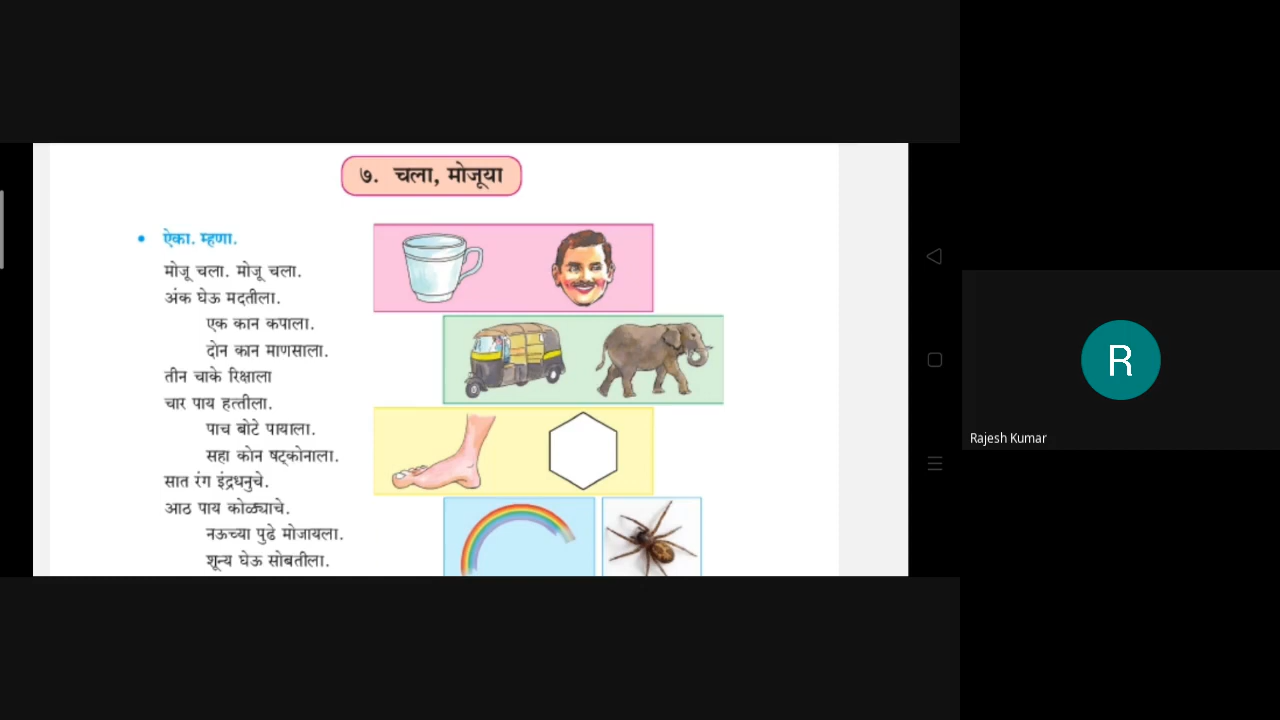 ७. चला, मोजूया
• ऐका. म्हणा.
मोजू चला. मोजू चला.
अंक घेऊ मदतीला.
एक कान कपाला.
दोन कान माणसाला.
तीन चाके रिक्षाला
चार पाय हत्तीला.
पाच बोटे पायाला.
सहा कोन षट्कोनाला.
सात रंग इंद्रधनुचे.
आठ पाय कोळ्याचे.
नऊच्या पुढे मोजायला.
शून्य घेऊ सोबतीला.
R
Rajesh Kumar